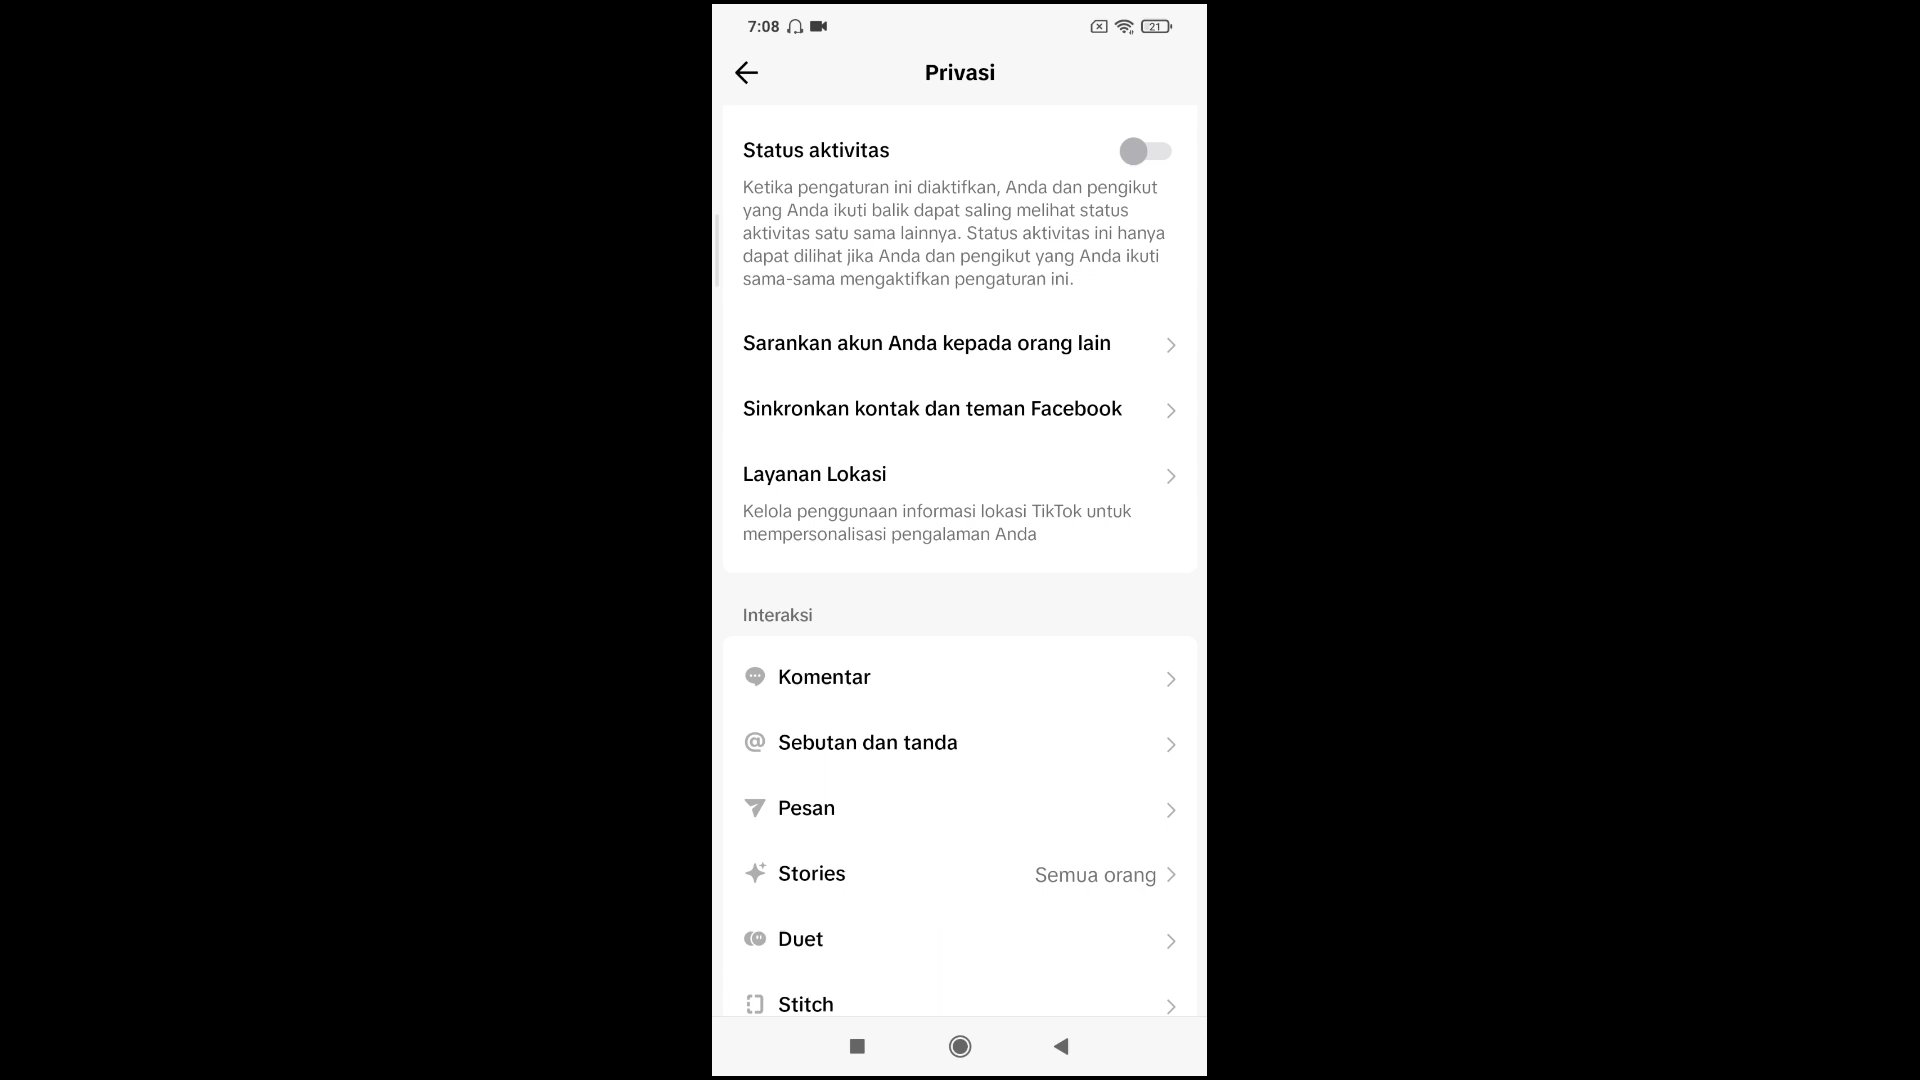 7:08
21
Privasi
Status aktivitas
Ketika pengaturan ini diaktifkan, Anda dan pengikut
yang Anda ikuti balik dapat saling melihat status
aktivitas satu sama lainnya. Status aktivitas ini hanya
dapat dilihat jika Anda dan pengikut yang Anda ikuti
sama-sama mengaktifkan pengaturan ini.
Sarankan akun Anda kepada orang lain
Sinkronkan kontak dan teman Facebook
Layanan Lokasi
Kelola penggunaan informasi lokasi TikTok untuk
mempersonalisasi pengalaman Anda
Interaksi
Komentar
Sebutan dan tanda
Pesan
Stories Semua orang
Duet
Stitch